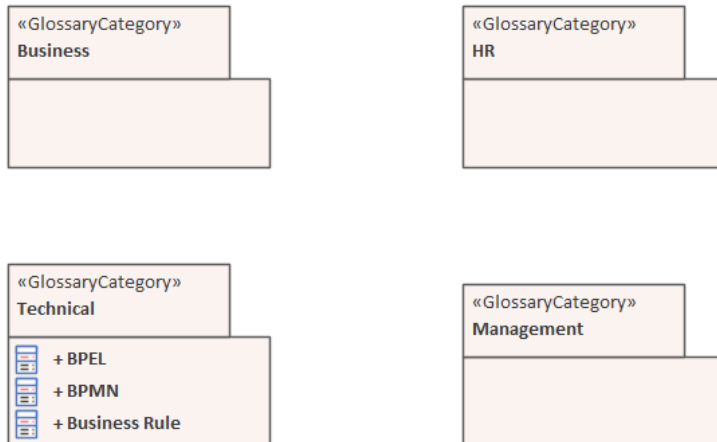 «GlossaryCategory»
Business
«GlossaryCategory»
HR
«GlossaryCategory»
Technical
+ BPEL
+ BPMN
+ Business Rule
«GlossaryCategory»
Management